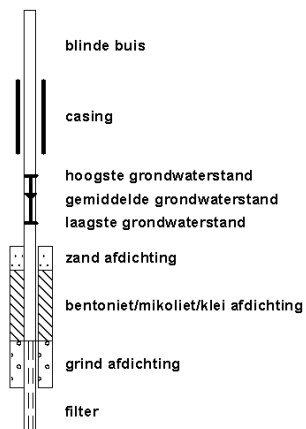 blinde buis
casing
hoogste grondwaterstand
gemiddelde grondwaterstand
laagste grondwaterstand
zand afdichting
bentoniet/mikoliet/klei afdichting
grind afdichting
filter